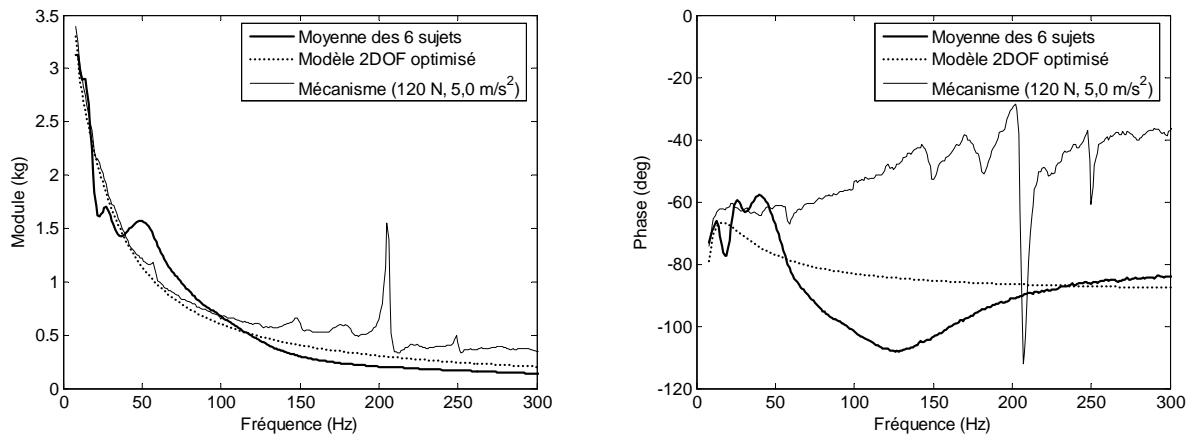 3.5
3
2.5
2
1.5
1
0.5
0
Module (kg)
0 50 100 150 200 250 300
Fréquence (Hz)
Moyenne des 6 sujets
Modèle 2DOF optimisé
Mécanisme (120 N, 5,0 m/s²)
0
-20
-40
-60
-80
-100
-120
Phase (deg)
0 50 100 150 200 250 300
Fréquence (Hz)
Moyenne des 6 sujets
Modèle 2DOF optimisé
Mécanisme (120 N, 5,0 m/s²)